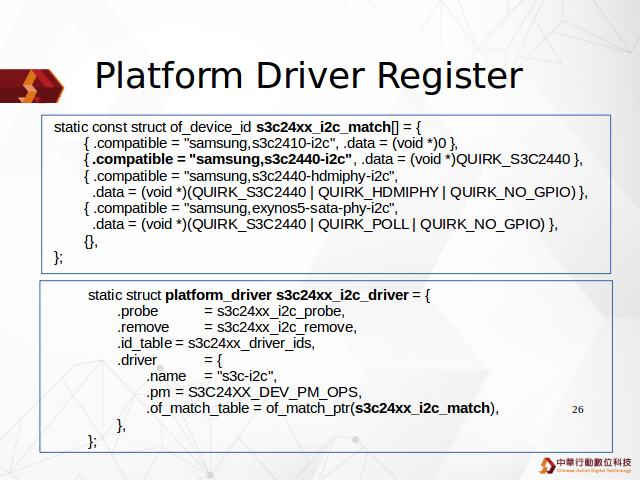 Platform Driver Register
static const struct of_device_id s3c24xx_i2c_match[] = {
{ .compatible = "samsung,s3c2410-i2c", .data = (void *)0 },
{ .compatible = "samsung,s3c2440-i2c", .data = (void *)QUIRK_S3C2440 },
{ .compatible = "samsung,s3c2440-hdmiphy-i2c",
.data = (void *)(QUIRK_S3C2440 | QUIRK_HDMIPHY | QUIRK_NO_GPIO) },
{ .compatible = "samsung,exynos5-sata-phy-i2c",
.data = (void *)(QUIRK_S3C2440 | QUIRK_POLL | QUIRK_NO_GPIO) },
{},
};
static struct platform_driver s3c24xx_i2c_driver = {
.probe = s3c24xx_i2c_probe,
.remove = s3c24xx_i2c_remove,
.id_table = s3c24xx_driver_ids,
.driver = {
.name = "s3c-i2c",
.pm = S3C24XX_DEV_PM_OPS,
.of_match_table = of_match_ptr(s3c24xx_i2c_match),
},
};
26
中華行動數位科技
Chinese Action Digital Technology